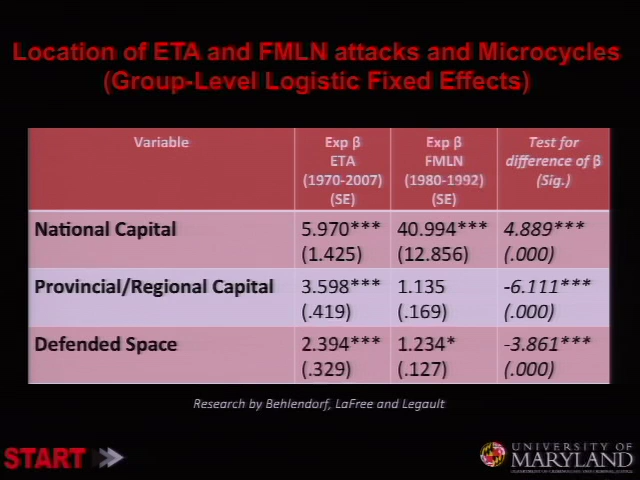 Location of ETA and FMLN attacks and Microcycles
(Group-Level Logistic Fixed Effects)
Variable
Exp β
ETA
(1970-2007)
(SE)
Exp β
FMLN
(1980-1992)
(SE)
Test for
difference of β
(Sig.)
National Capital
5.970***
(1.425)
40.994***
(12.856)
4.889***
(.000)
Provincial/Regional Capital
3.598***
(.419)
1.135
(.169)
-6.111***
(.000)
Defended Space
2.394***
(.329)
1.234*
(.127)
-3.861***
(.000)
Research by Behlendorf, LaFree and Legault
START
UNIVERSITY OF
MARYLAND